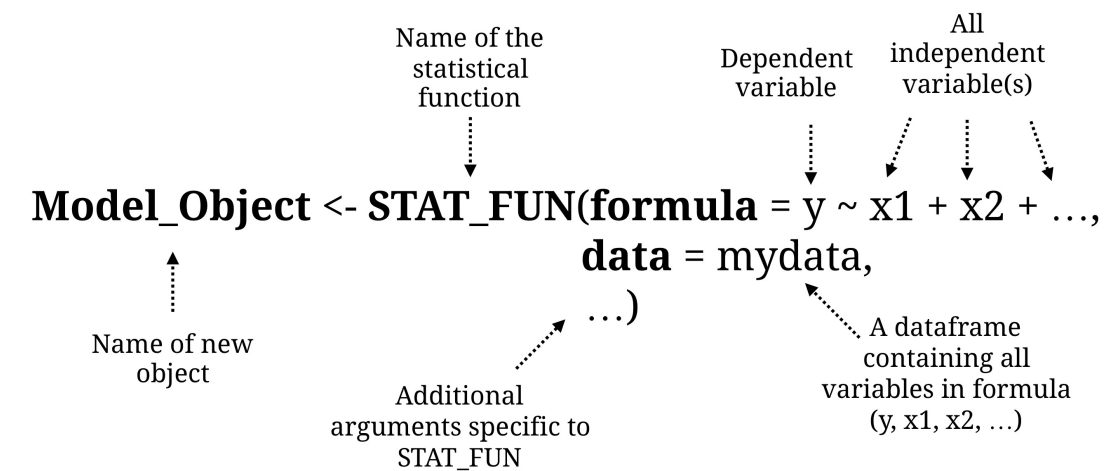 Name of the
statistical
function
Dependent
variable
All
independent
variable(s)
Model_Object <- STAT_FUN(formula = y ~ x1 + x2 + …,
data = mydata,
…)
Name of new
object
Additional
arguments specific to
STAT_FUN
A dataframe
containing all
variables in formula
(y, x1, x2, …)